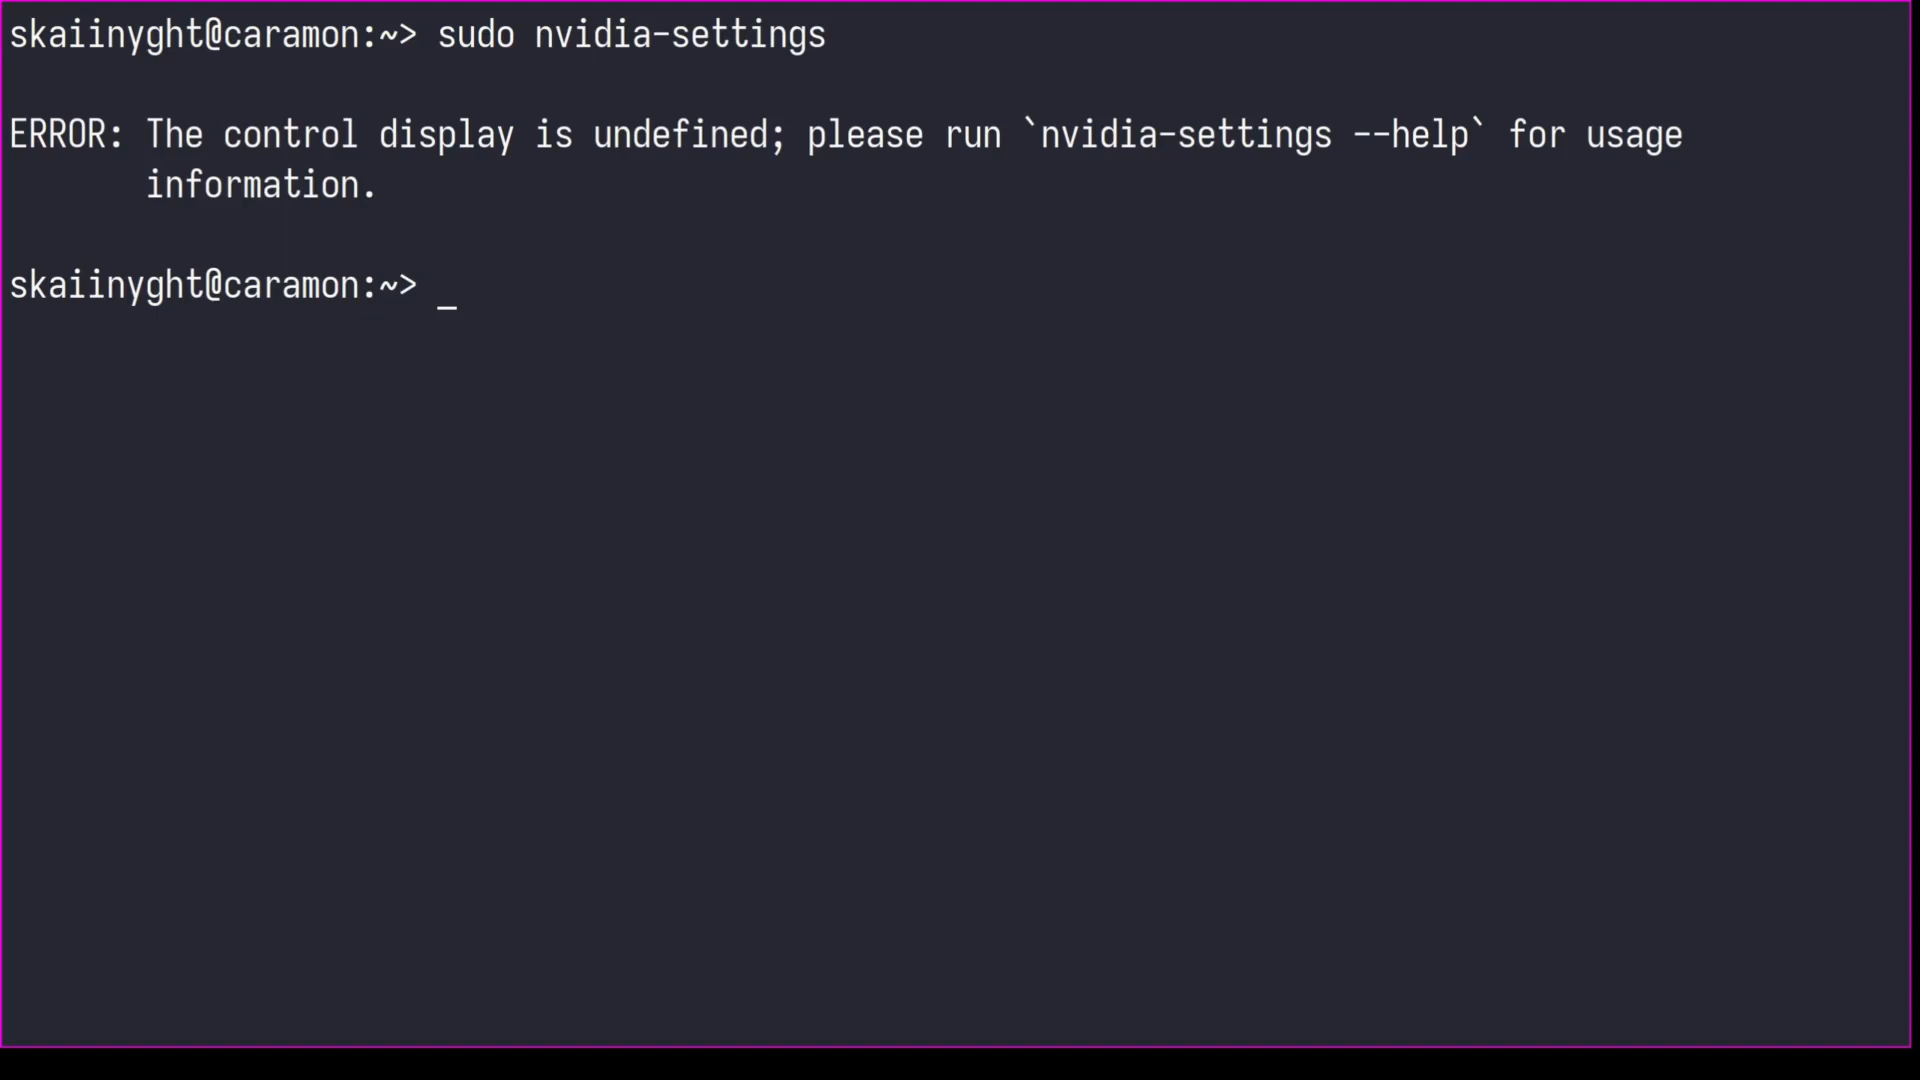 skaiinyght@caramon:~> sudo nvidia-settings
ERROR: The control display is undefined; please run `nvidia-settings --help` for usage
information.
skaiinyght@caramon:~> _